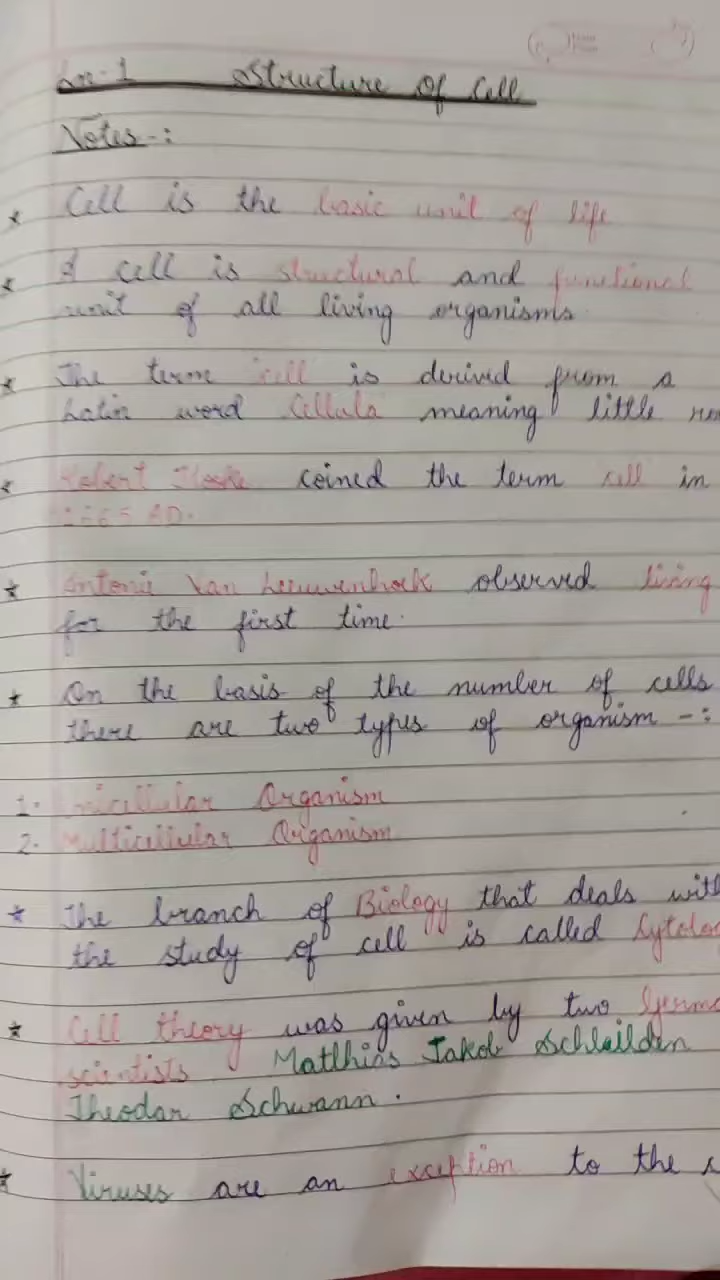 Ln-1 Structure Of Cell
Notes-:
* Cell is the basic unit of life
* A cell is structural and functional
unit of all living organisms.
* The term cell is derived from a
Latin word Cellula meaning little
* Robert Hooke coined the term cell in
1665 AD.
* Antonie Van Leeuwenhoek observed living
for the first time.
* On the basis of the number of cells
there are two types of organism -:
1. Unicellular Organism
2. Multicellular Organism
* The branch of Biology that deals with
the study of cell is called
* Cell theory was given by two
scientists Matthias Jakob Schleilden
Theodar Schwann.
* Viruses are an exception to the